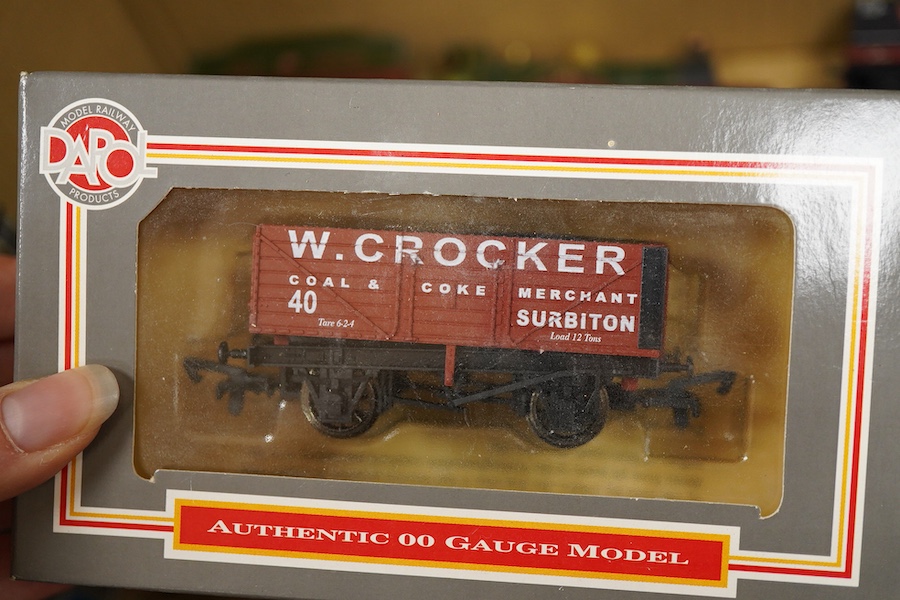 MODEL RAILWAY
DAPOL
PRODUCTS
W. CROCKER
COAL & COKE MERCHANT
40 SURBITON
Tare 6-2-4 Load 12 Tons
AUTHENTIC 00 GAUGE MODEL